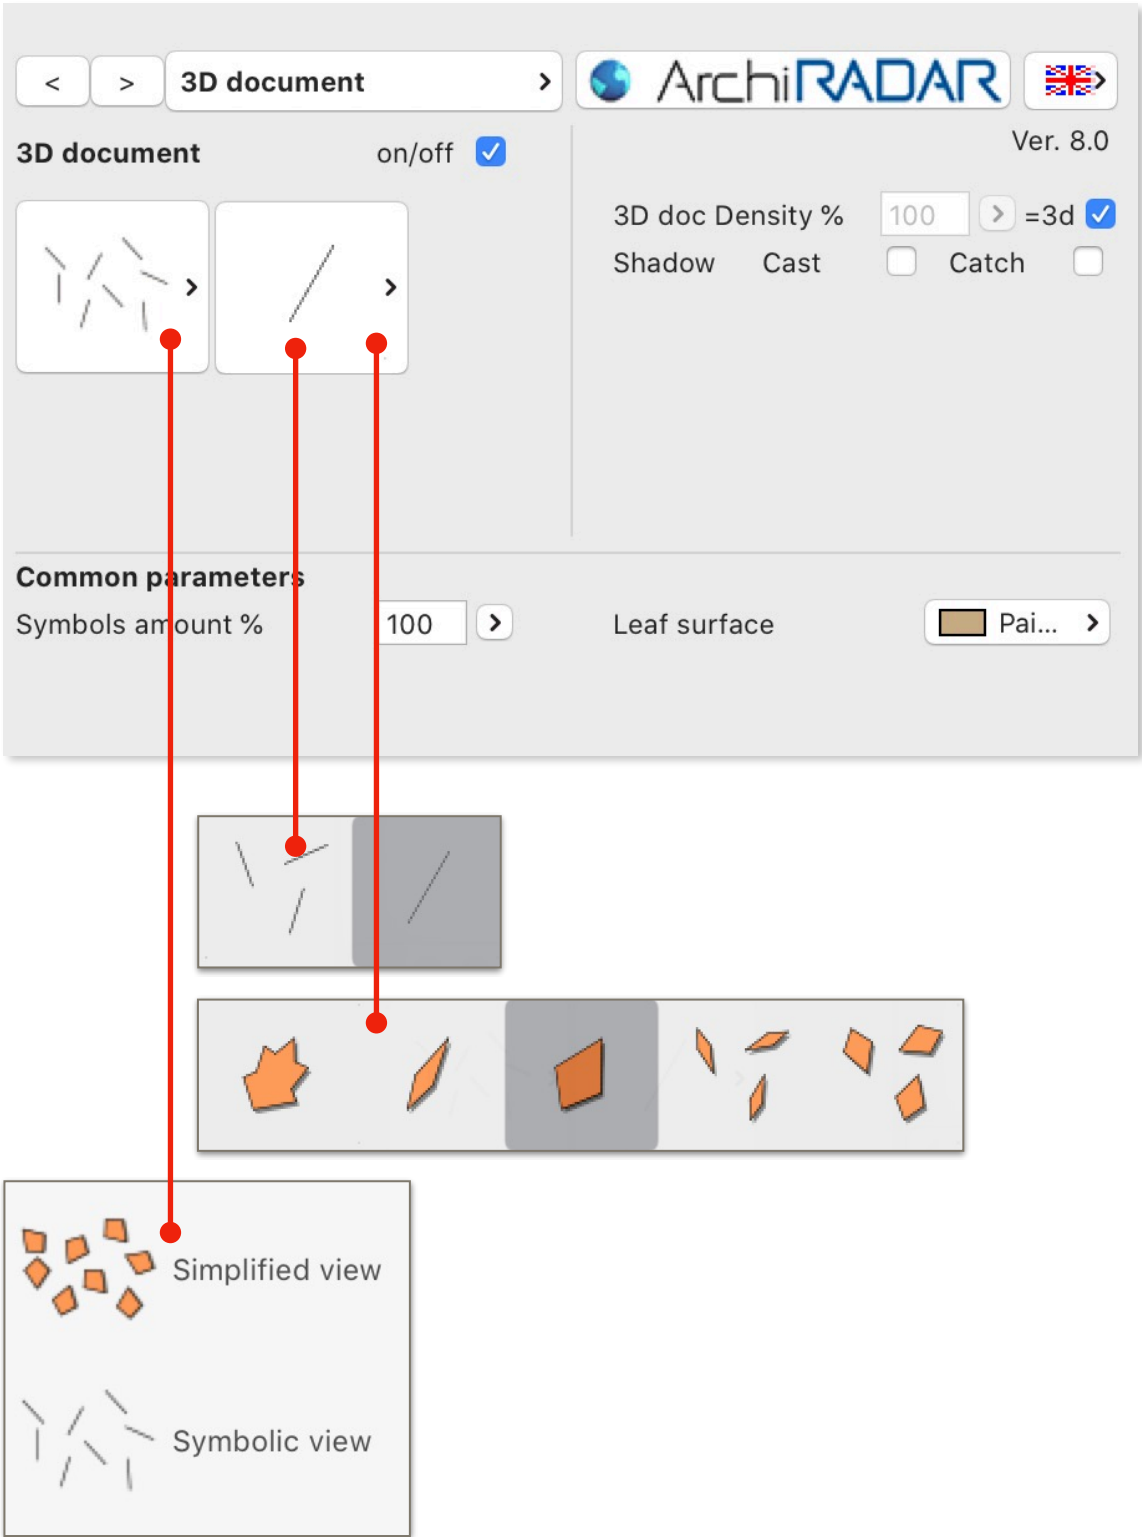 < > 3D document > ArchiRADAR >
Ver. 8.0
3D document on/off
3D doc Density % 100 > =3d
Shadow Cast Catch
> >
Common parameters
Symbols amount % 100 > Leaf surface Pai... >
Simplified view
Symbolic view